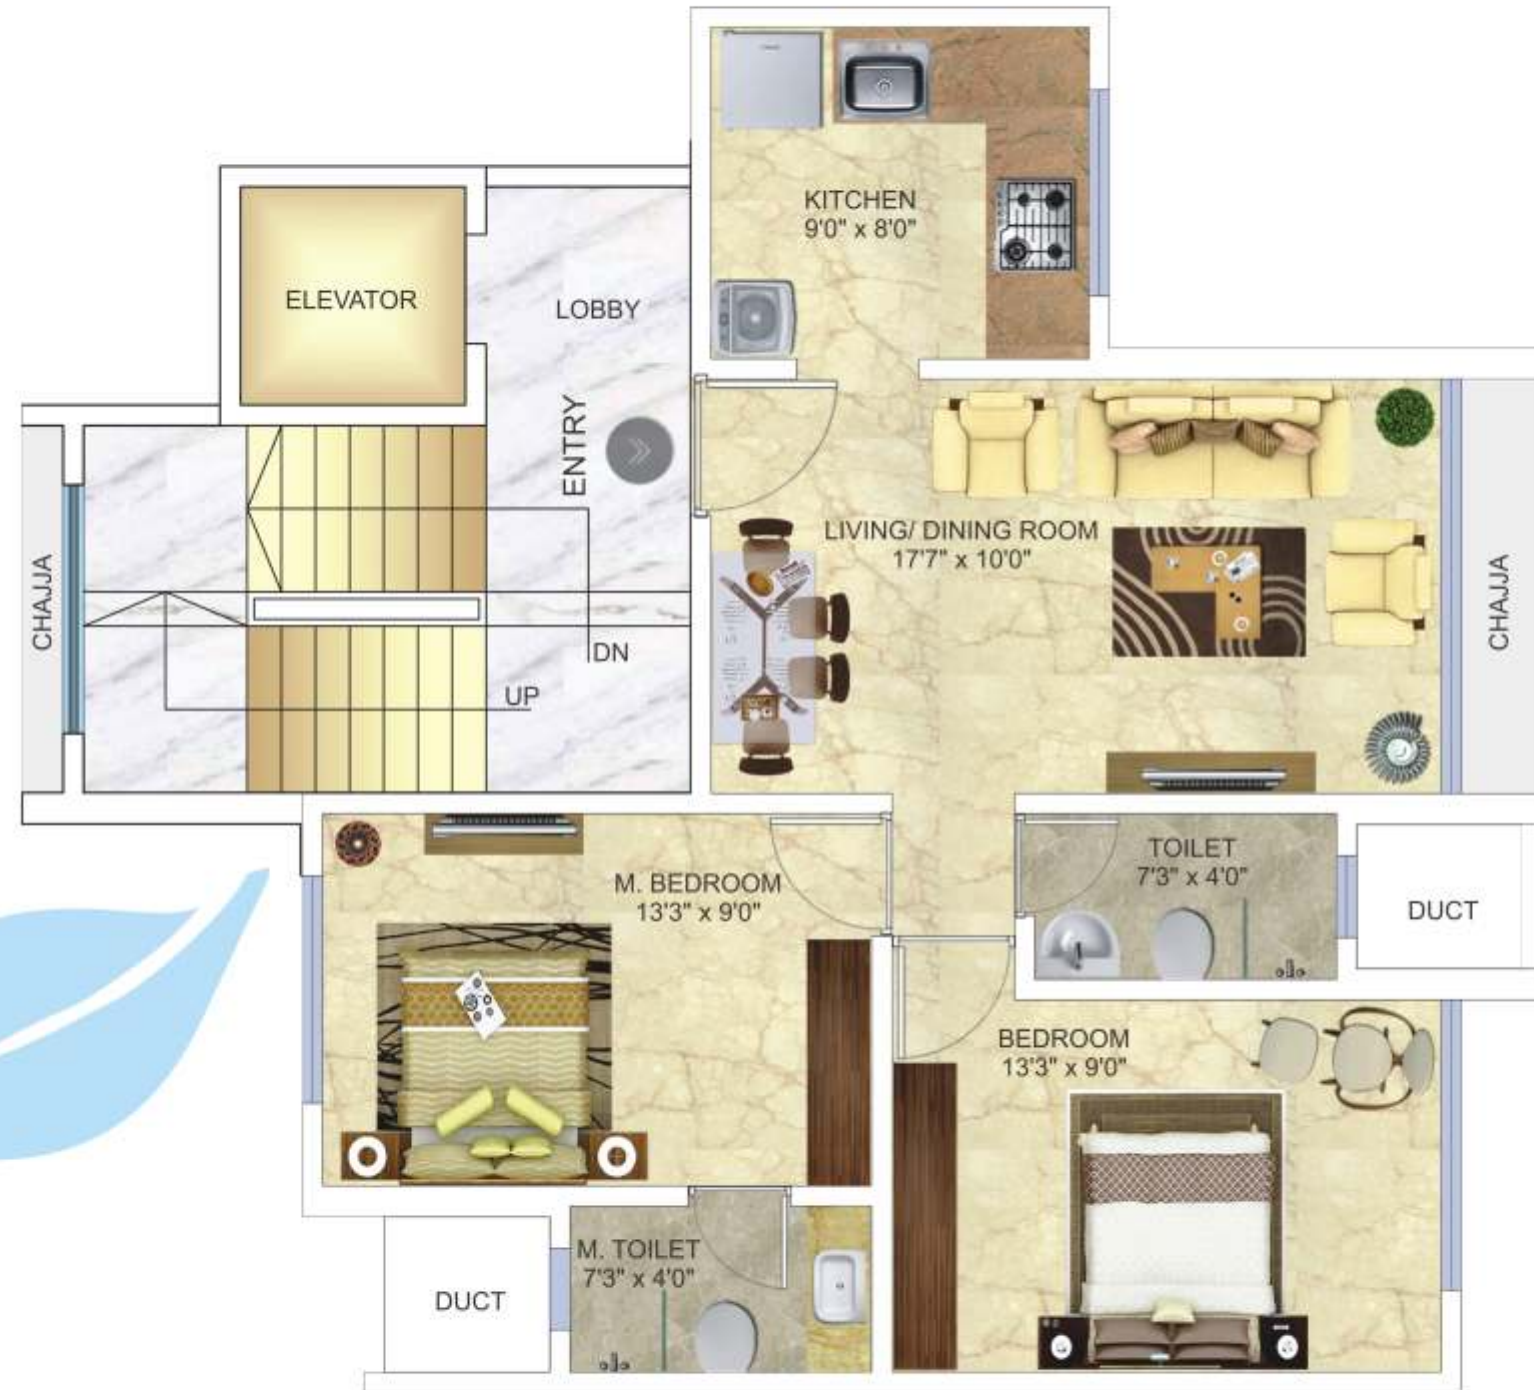 KITCHEN
9'0" x 8'0"
ELEVATOR
LOBBY
ENTRY
LIVING/ DINING ROOM
17'7" x 10'0"
CHAJJA
CHAJJA
DN
UP
TOILET
7'3" x 4'0"
M. BEDROOM
13'3" x 9'0"
DUCT
BEDROOM
13'3" x 9'0"
M. TOILET
7'3" x 4'0"
DUCT